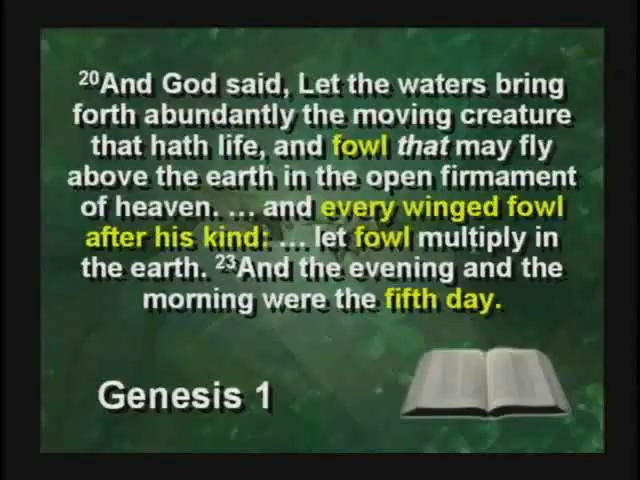 20And God said, Let the waters bring
forth abundantly the moving creature
that hath life, and fowl that may fly
above the earth in the open firmament
of heaven. … and every winged fowl
after his kind: … let fowl multiply in
the earth. 23And the evening and the
morning were the fifth day.
Genesis 1